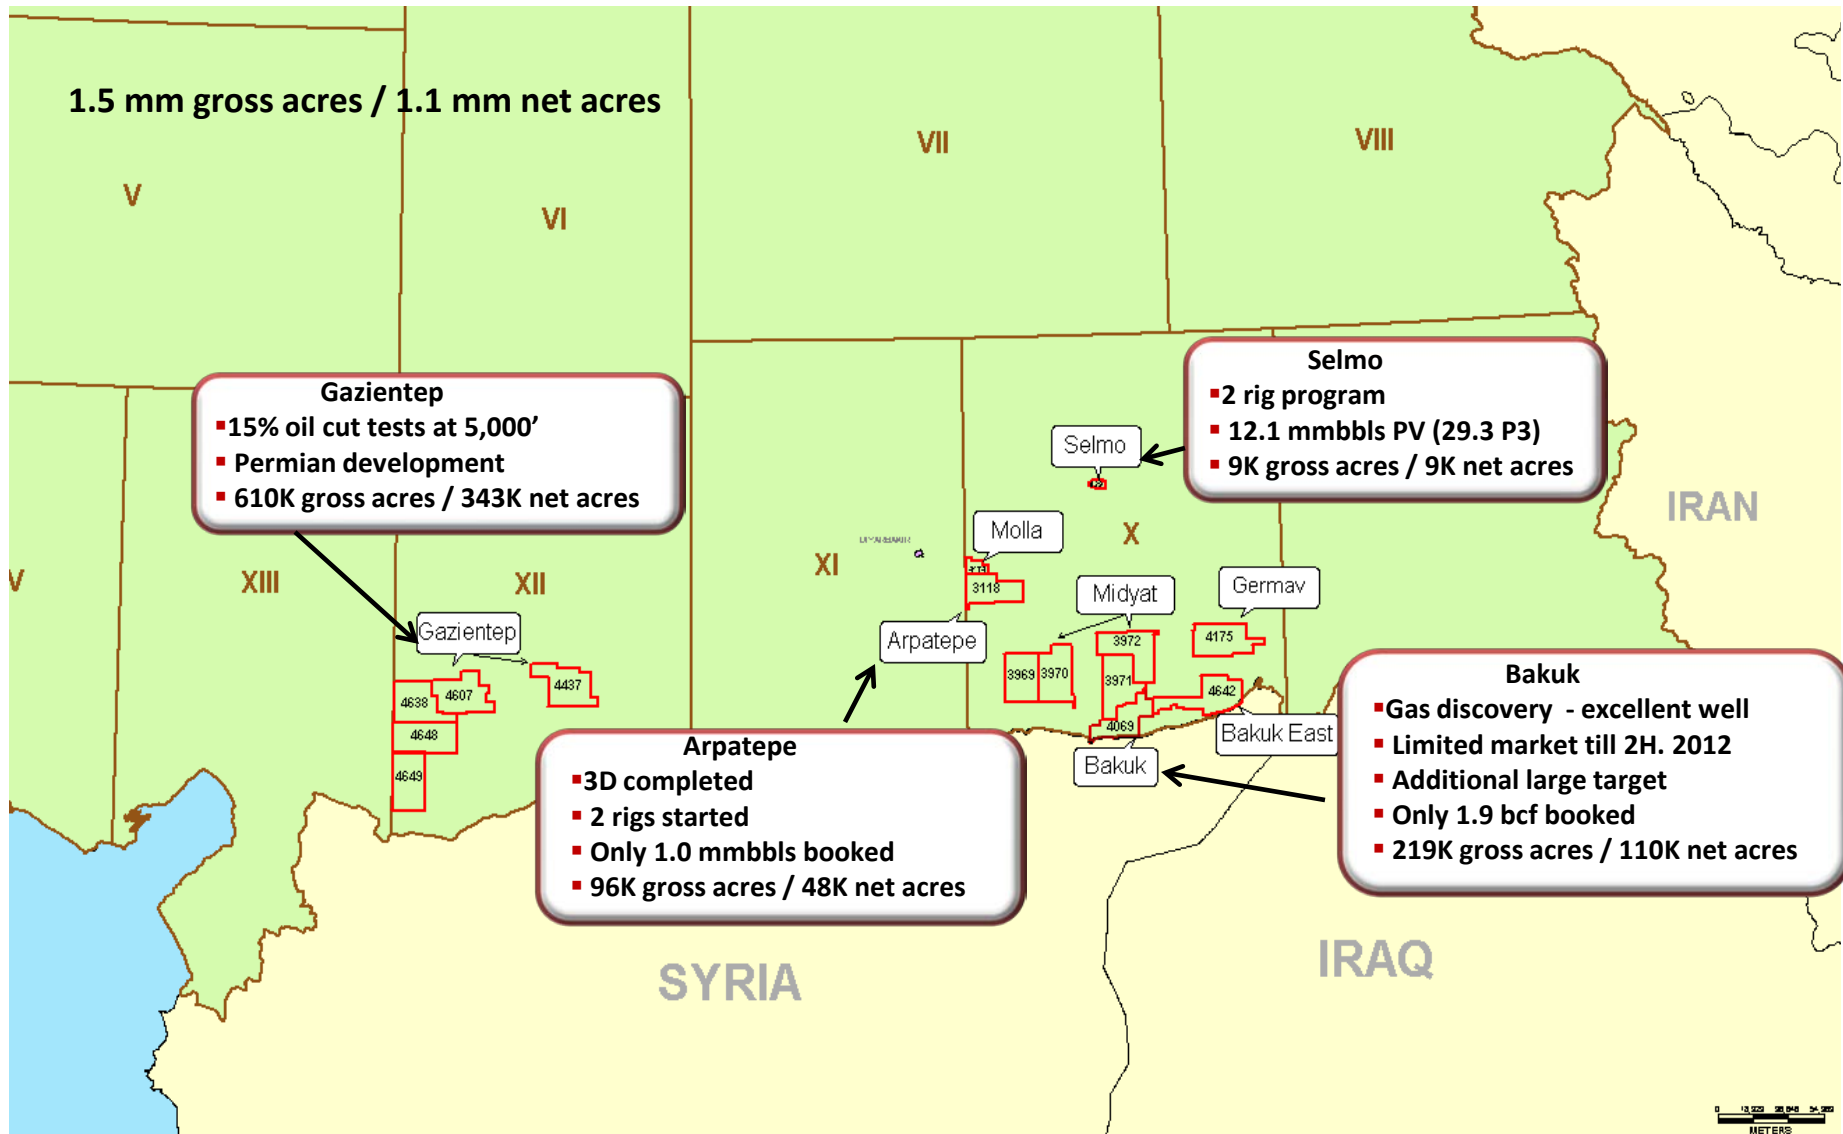 1.5 mm gross acres / 1.1 mm net acres
V
VI
VII
VIII
Gazientep
▪15% oil cut tests at 5,000’
▪ Permian development
▪ 610K gross acres / 343K net acres
Selmo
▪2 rig program
▪ 12.1 mmbbls PV (29.3 P3)
▪ 9K gross acres / 9K net acres
Selmo
IRAN
V
XIII
XII
XI
X
DIYARBAKIR
Molla
3118
Arpatepe
Midyat
Germav
Gazientep
3972
4175
3969
3970
3971
4642
4069
Bakuk East
Bakuk
4437
4607
4638
4648
4649
Arpatepe
▪3D completed
▪ 2 rigs started
▪ Only 1.0 mmbbls booked
▪ 96K gross acres / 48K net acres
Bakuk
▪Gas discovery  - excellent well
▪ Limited market till 2H. 2012
▪ Additional large target
▪ Only 1.9 bcf booked
▪ 219K gross acres / 110K net acres
SYRIA
IRAQ
0
METERS